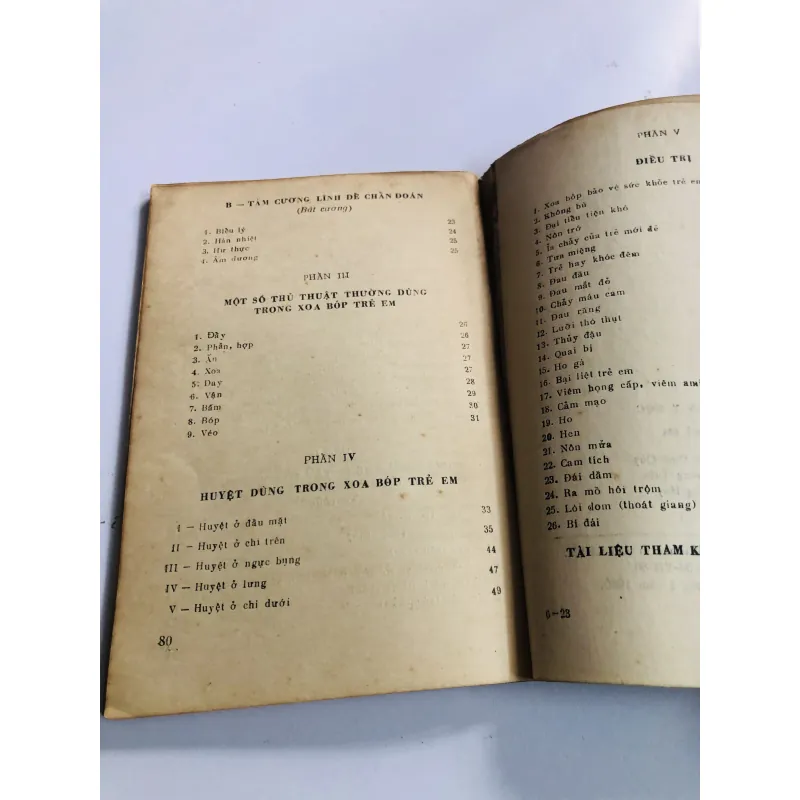 B — TÁM CƯƠNG LĨNH ĐỂ CHẨN ĐOÁN
(Bát cương)
1. Biểu lý 23
2. Hàn nhiệt 24
3. Hư thực 25
4. Âm dương 25
PHẦN III
MỘT SỐ THỦ THUẬT THƯỜNG DÙNG
TRONG XOA BÓP TRẺ EM
1. Đẩy 26
2. Phân, hợp 26
3. Ấn 27
4. Xoa 27
5. Day 27
6. Vận 28
7. Bấm 29
8. Bóp 30
9. Véo 31
PHẦN IV
HUYỆT DÙNG TRONG XOA BÓP TRẺ EM
I — Huyệt ở đầu mặt 33
II — Huyệt ở chi trên 35
III — Huyệt ở ngực bụng 44
IV — Huyệt ở lưng 47
V — Huyệt ở chi dưới 49
80
PHẦN V
ĐIỀU TRỊ
1. Xoa bóp bảo vệ sức khỏe trẻ em
2. Không bú
3. Đại tiểu tiện khó
4. Nôn trớ
5. Ỉa chảy của trẻ mới đẻ
6. Tưa miệng
7. Trẻ hay khóc đêm
8. Đau đầu
9. Đau mắt đỏ
10. Chảy máu cam
11. Đau răng
12. Lưỡi thò thụt
13. Thủy đậu
14. Quai bị
15. Ho gà
16. Bại liệt trẻ em
17. Viêm họng cấp, viêm am
18. Cảm mạo
19. Ho
20. Hen
21. Nôn mửa
22. Cam tích
23. Đái dầm
24. Ra mồ hôi trộm
25. Lòi dom (thoát giang)
26. Bí đái
TÀI LIỆU THAM K
6—23